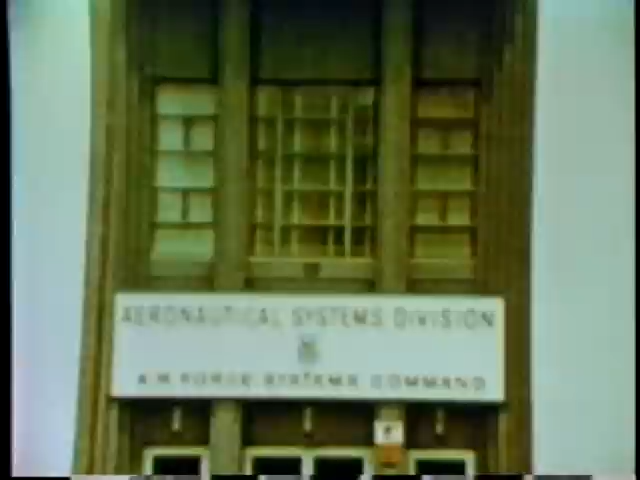 AERONAUTICAL SYSTEMS DIVISION
AIR FORCE SYSTEMS COMMAND